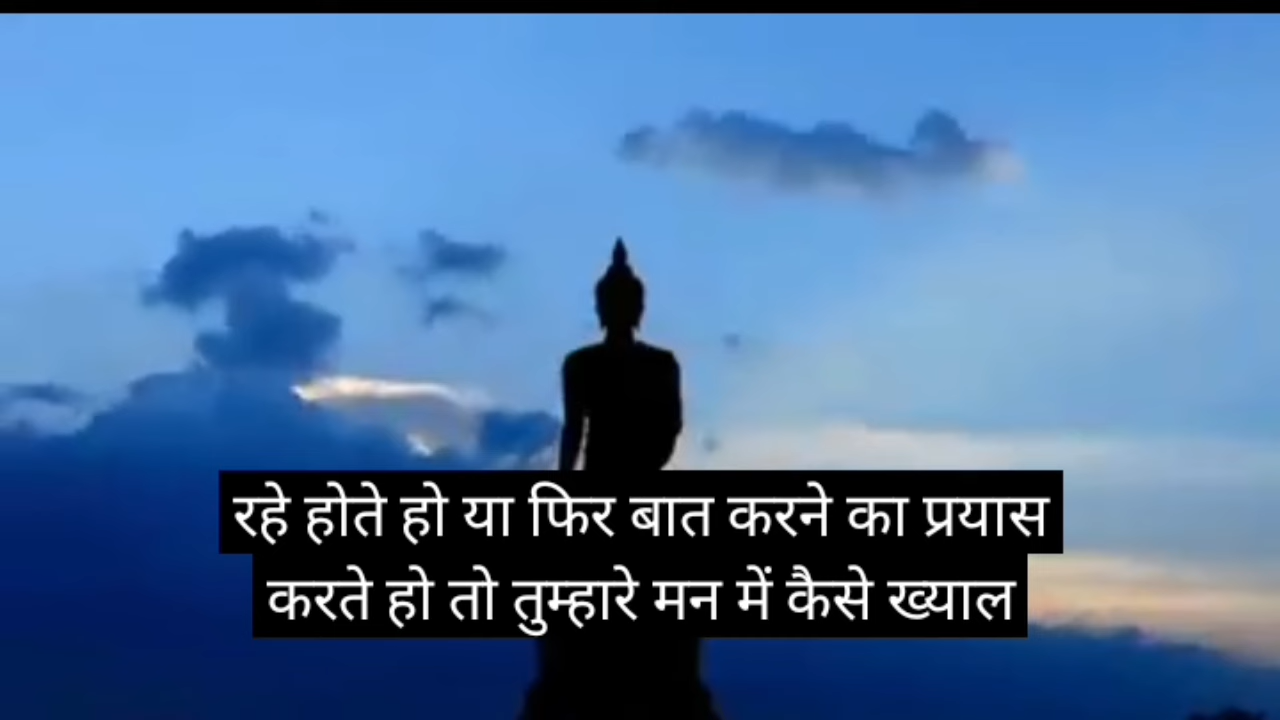 रहे होते हो या फिर बात करने का प्रयास
करते हो तो तुम्हारे मन में कैसे ख्याल